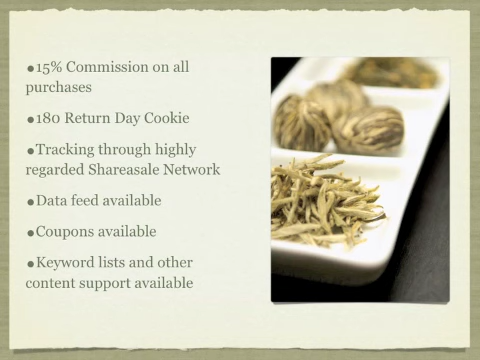 •15% Commission on all
purchases
•180 Return Day Cookie
•Tracking through highly
regarded Shareasale Network
•Data feed available
•Coupons available
•Keyword lists and other
content support available